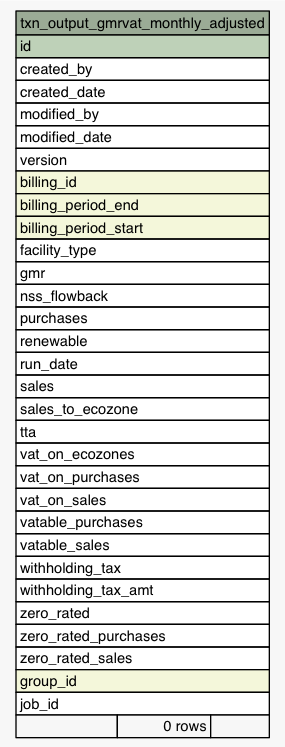 txn_output_gmrvat_monthly_adjusted
id
created_by
created_date
modified_by
modified_date
version
billing_id
billing_period_end
billing_period_start
facility_type
gmr
nss_flowback
purchases
renewable
run_date
sales
sales_to_ecozone
tta
vat_on_ecozones
vat_on_purchases
vat_on_sales
vatable_purchases
vatable_sales
withholding_tax
withholding_tax_amt
zero_rated
zero_rated_purchases
zero_rated_sales
group_id
job_id
0 rows